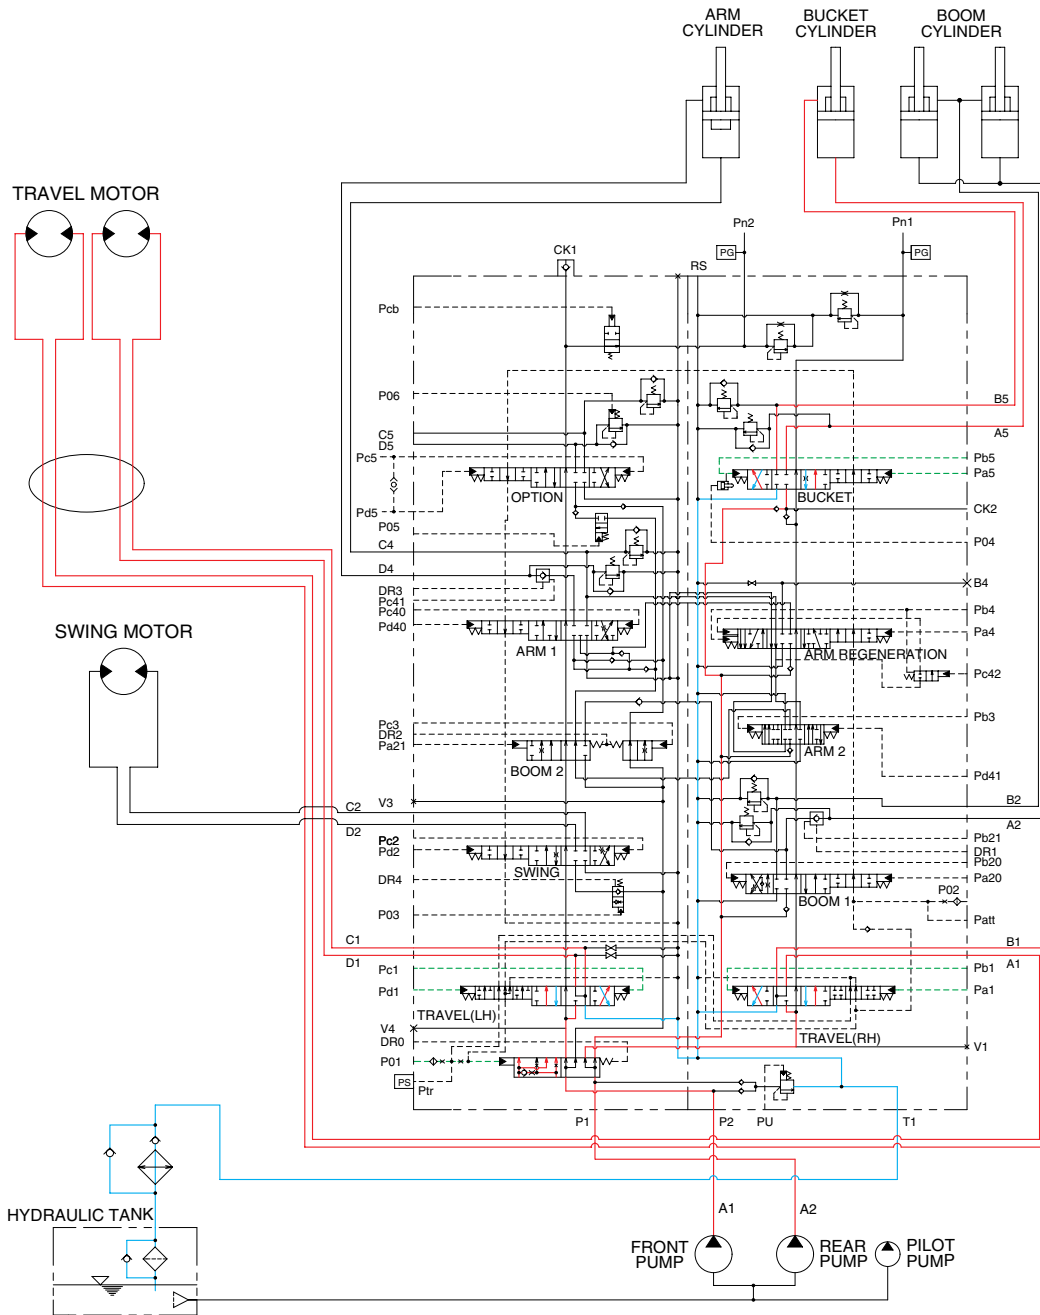 ARM
CYLINDER
BUCKET
CYLINDER
BOOM
CYLINDER
TRAVEL MOTOR
Pn2
Pn1
CK1
PG
PG
RS
Pcb
P06
B5
C5
D5
A5
Pc5
Pb5
OPTION
BUCKET
Pa5
Pd5
CK2
P05
P04
C4
D4
B4
DR3
Pc41
Pc40
Pb4
Pd40
SWING MOTOR
ARM 1
Pa4
ARM REGENERATION
Pc42
Pc3
DR2
Pa21
Pb3
BOOM 2
ARM 2
Pd41
C2
V3
B2
D2
A2
Pc2
Pd2
Pb21
DR1
Pb20
SWING
BOOM 1
Pa20
DR4
P02
P03
Patt
C1
B1
D1
A1
Pc1
Pb1
Pd1
Pa1
TRAVEL(LH)
TRAVEL(RH)
V4
DR0
V1
P01
PS
Ptr
P1
P2
PU
T1
HYDRAULIC TANK
A1
A2
FRONT
PUMP
REAR
PUMP
PILOT
PUMP